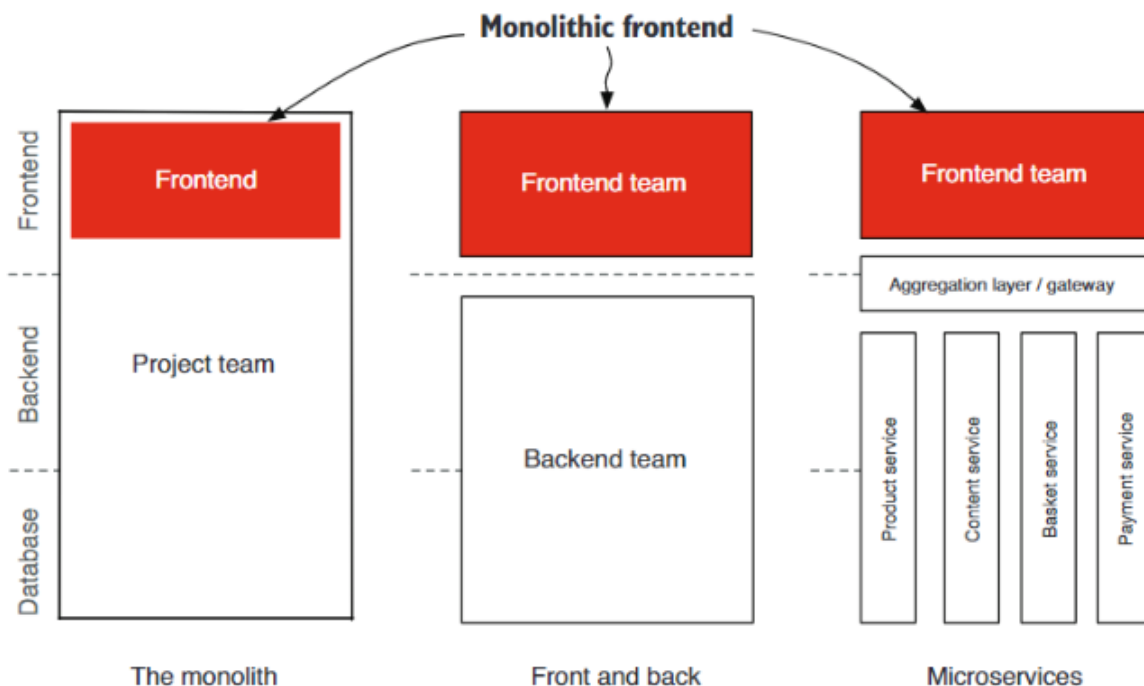 Monolithic frontend
Frontend
Backend
Database
Frontend
Project team
The monolith
Frontend team
Backend team
Front and back
Frontend team
Aggregation layer / gateway
Product service
Content service
Basket service
Payment service
Microservices